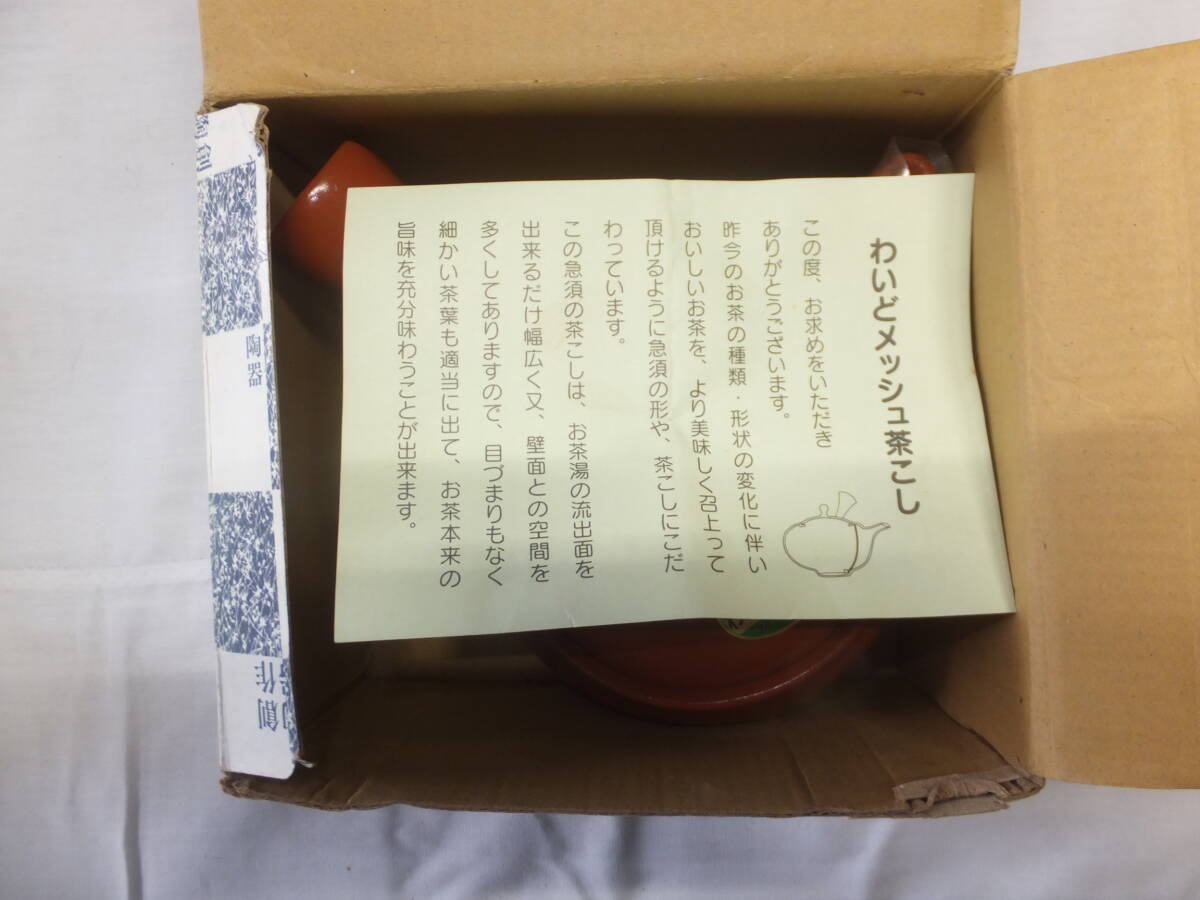 わいどメッシュ茶こし
この度、お求めをいただき
ありがとうございます。
昨今のお茶の種類・形状の変化に伴い
おいしいお茶を、より美味しく召上って
頂けるように急須の形や、茶こしにこだ
わっています。
この急須の茶こしは、お茶湯の流出面を
出来るだけ幅広く又、壁面との空間を
多くしてありますので、目づまりもなく
細かい茶葉も適当に出て、お茶本来の
旨味を充分味わうことが出来ます。
陶器
創作